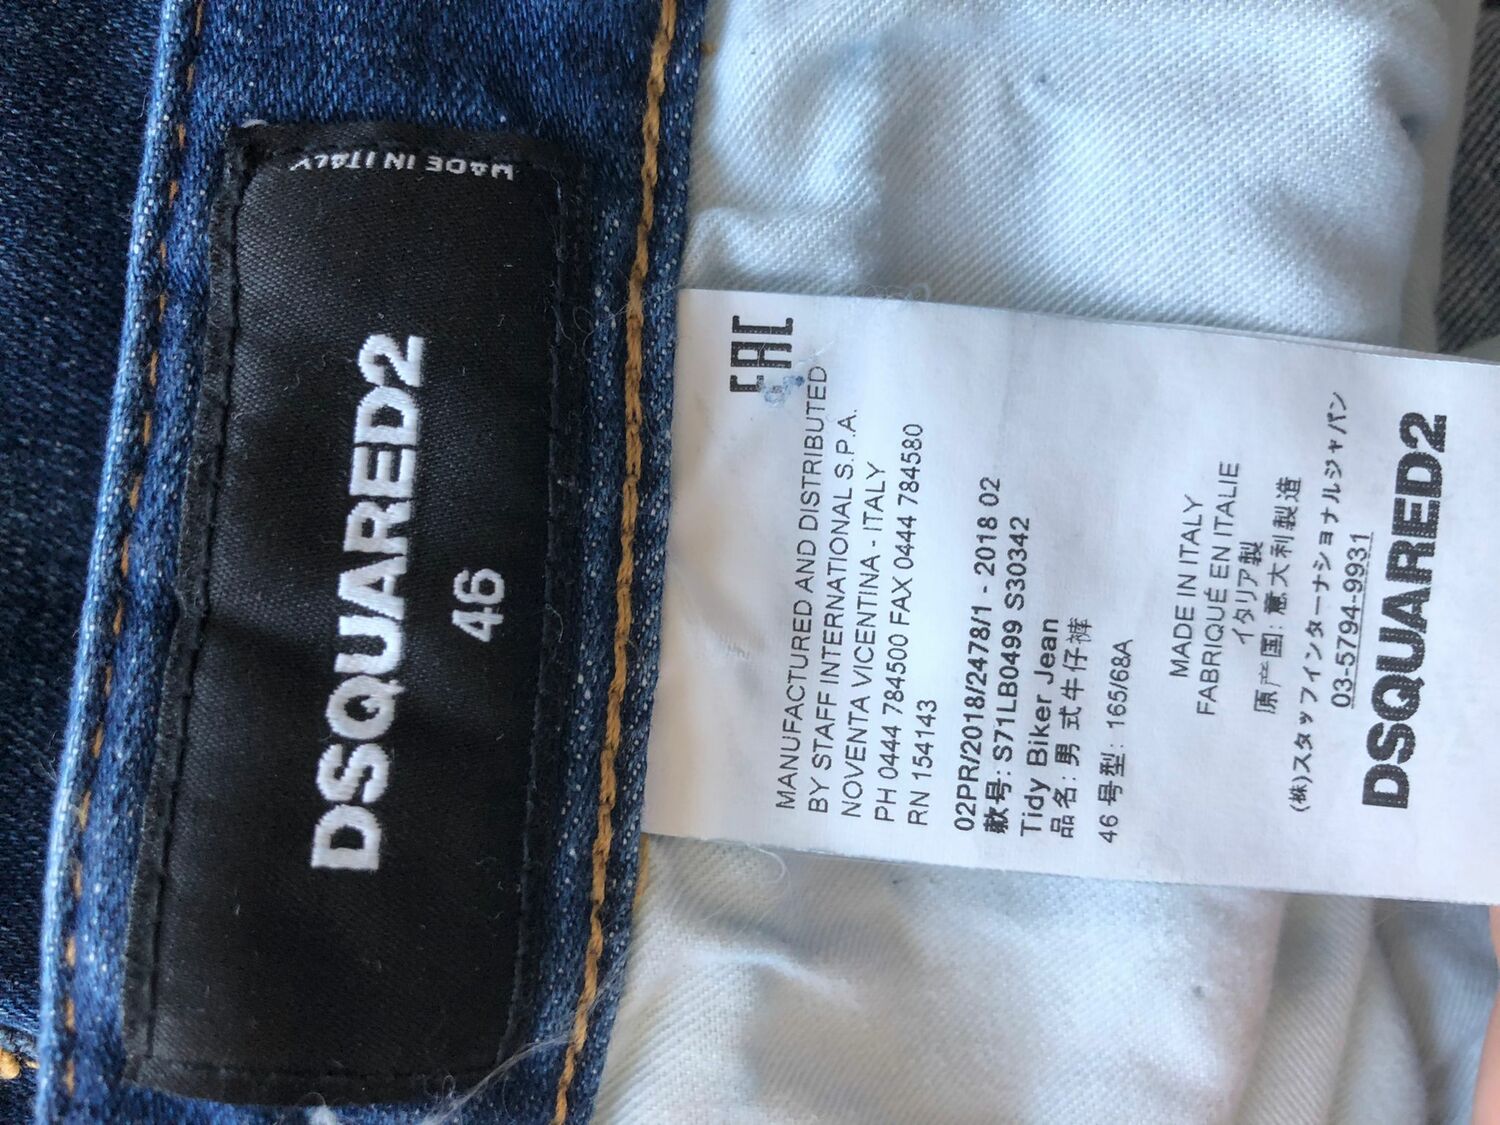 MADE IN ITALY
DSQUARED2
46
EAC
MANUFACTURED AND DISTRIBUTED
BY STAFF INTERNATIONAL S.P.A.
NOVENTA VICENTINA - ITALY
PH 0444 784500 FAX 0444 784580
RN 154143
02PR/2018/2478/1 - 2018 02
款号: S71LB0499 S30342
Tidy Biker Jean
品名: 男 式 牛 仔 裤
46 号型: 165/68A
MADE IN ITALY
FABRIQUÉ EN ITALIE
イタリア製
原产国: 意大利製造
(株)スタッフインターナショナルジャパン
03-5794-9931
DSQUARED2